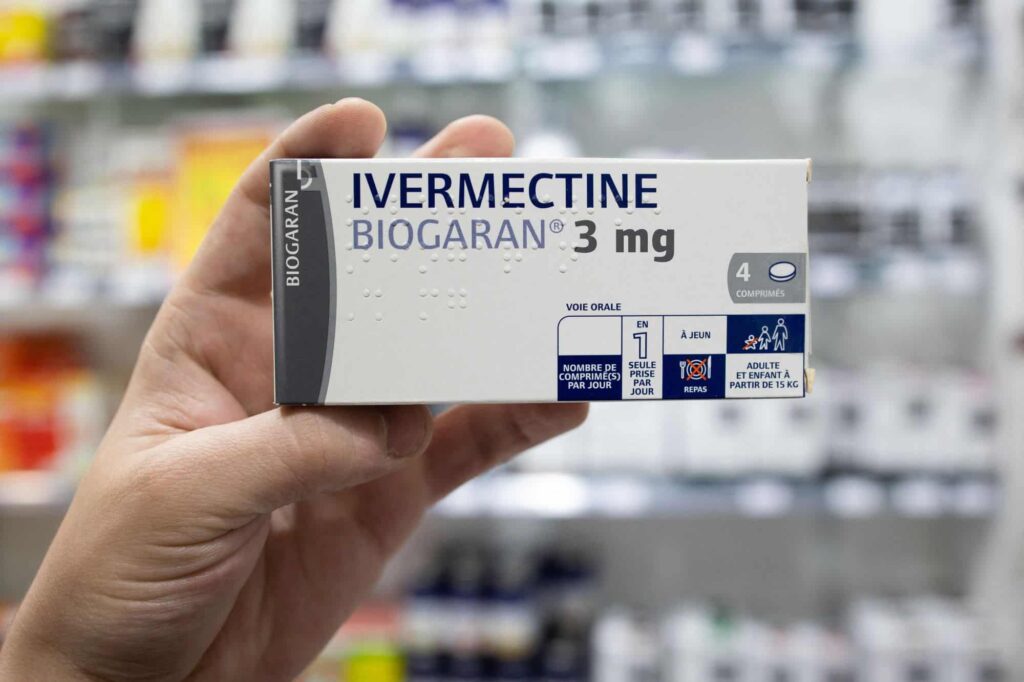 BIOGARAN
IVERMECTINE
BIOGARAN® 3 mg
4
COMPRIMÉS
VOIE ORALE
NOMBRE DE
COMPRIMÉ(S)
PAR JOUR
EN
1
SEULE
PRISE
PAR
JOUR
À JEUN
REPAS
ADULTE
ET ENFANT À
PARTIR DE 15 KG